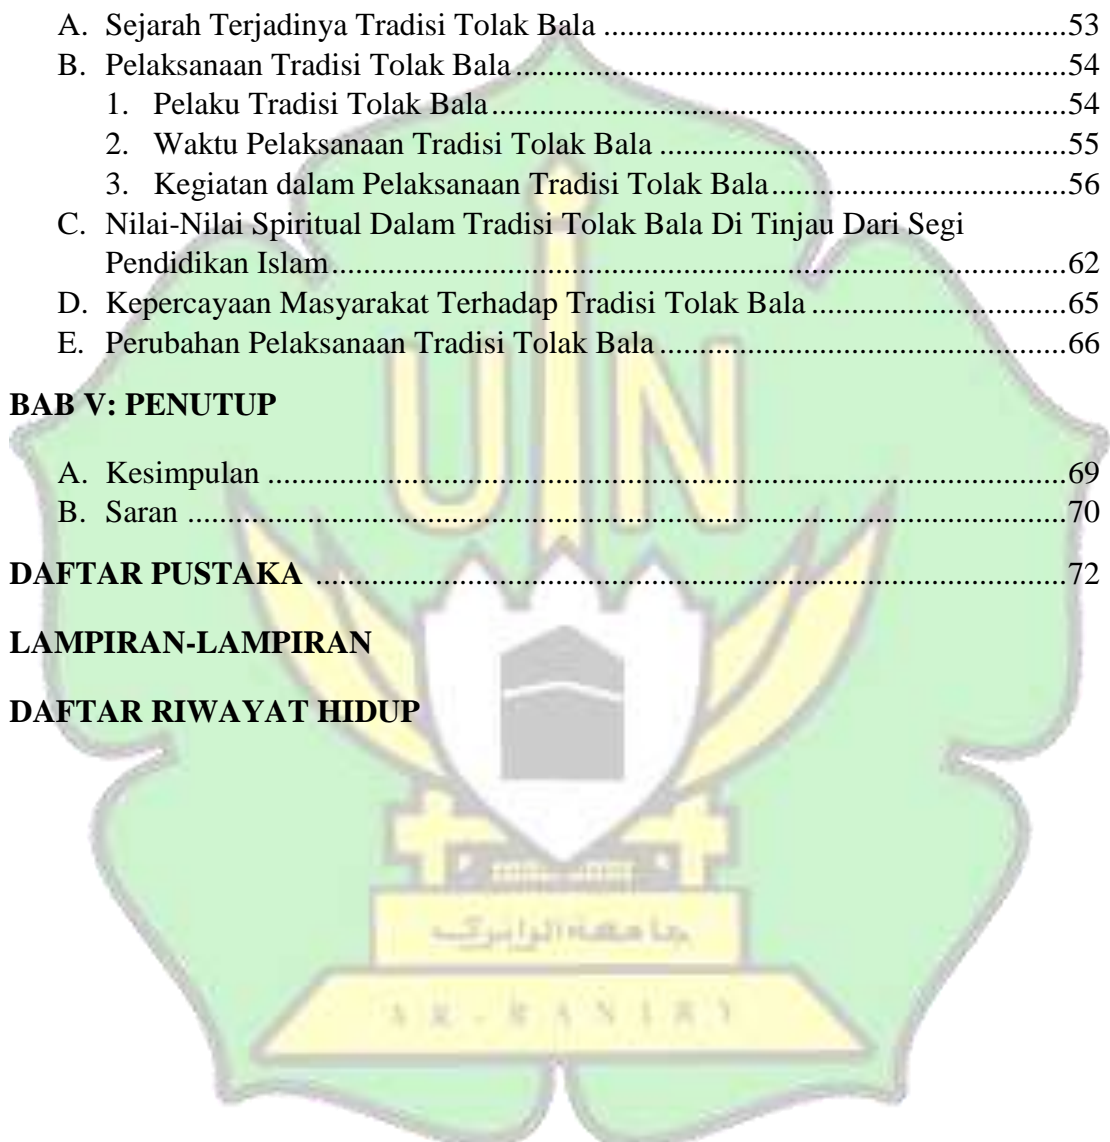 A. Sejarah Terjadinya Tradisi Tolak Bala ....................................................................53
B. Pelaksanaan Tradisi Tolak Bala.................................................................................54
1. Pelaku Tradisi Tolak Bala.....................................................................................54
2. Waktu Pelaksanaan Tradisi Tolak Bala ............................................................55
3. Kegiatan dalam Pelaksanaan Tradisi Tolak Bala............................................56
C. Nilai-Nilai Spiritual Dalam Tradisi Tolak Bala Di Tinjau Dari Segi
Pendidikan Islam............................................................................................................62
D. Kepercayaan Masyarakat Terhadap Tradisi Tolak Bala ......................................65
E. Perubahan Pelaksanaan Tradisi Tolak Bala ............................................................66
BAB V: PENUTUP
UIN
A. Kesimpulan ......................................................................................................................69
B. Saran ..................................................................................................................................70
DAFTAR PUSTAKA ...............................................................................................................72
LAMPIRAN-LAMPIRAN
DAFTAR RIWAYAT HIDUP
جامعة الرانيري
AR-RANIRY